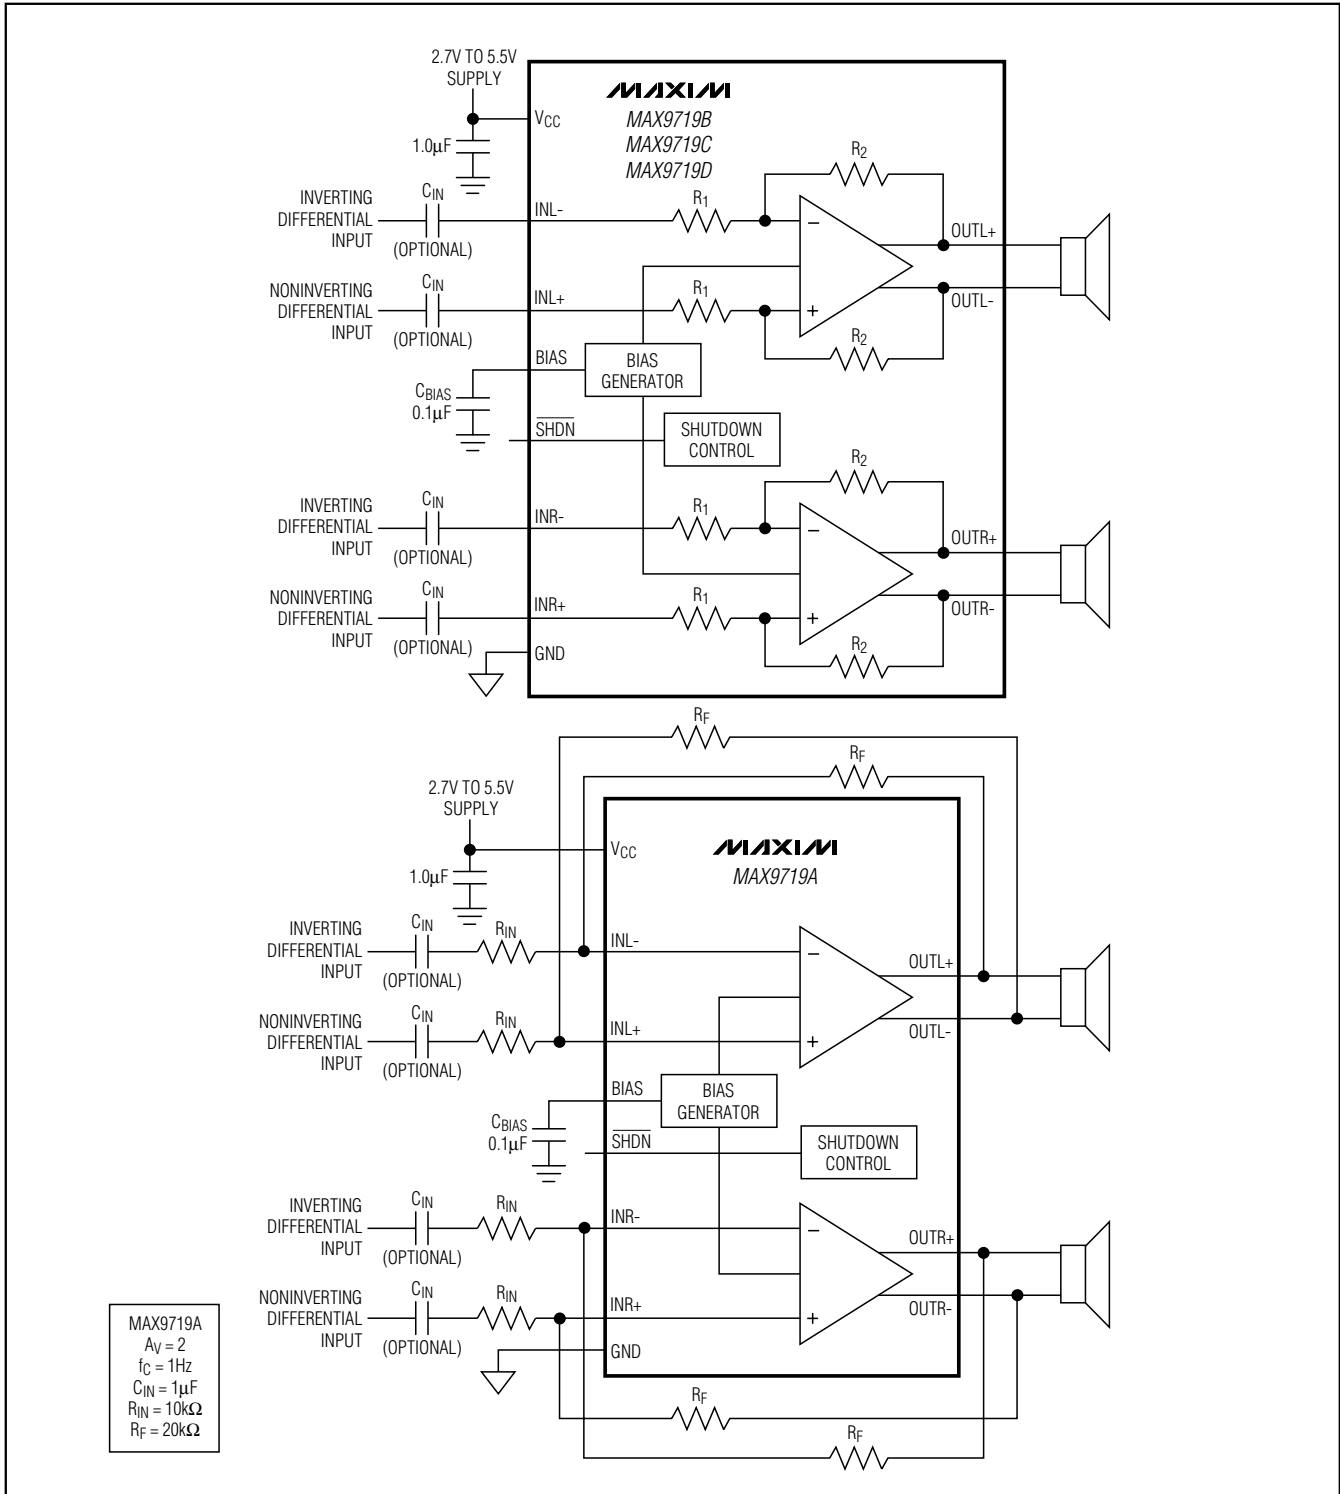 2.7V TO 5.5V
SUPPLY
MAXIM
MAX9719B
MAX9719C
MAX9719D
VCC
1.0µF
R2
INVERTING
DIFFERENTIAL
INPUT
CIN
(OPTIONAL)
INL-
R1
−
OUTL+
NONINVERTING
DIFFERENTIAL
INPUT
CIN
(OPTIONAL)
INL+
R1
+
OUTL-
R2
BIAS
BIAS
GENERATOR
CBIAS
0.1µF
SHDN
SHUTDOWN
CONTROL
R2
INVERTING
DIFFERENTIAL
INPUT
CIN
(OPTIONAL)
INR-
R1
−
OUTR+
NONINVERTING
DIFFERENTIAL
INPUT
CIN
(OPTIONAL)
INR+
R1
+
OUTR-
R2
GND
RF
RF
2.7V TO 5.5V
SUPPLY
MAXIM
MAX9719A
VCC
1.0µF
INVERTING
DIFFERENTIAL
INPUT
CIN
(OPTIONAL)
RIN
INL-
−
OUTL+
NONINVERTING
DIFFERENTIAL
INPUT
CIN
(OPTIONAL)
RIN
INL+
+
OUTL-
BIAS
BIAS
GENERATOR
CBIAS
0.1µF
SHDN
SHUTDOWN
CONTROL
INVERTING
DIFFERENTIAL
INPUT
CIN
(OPTIONAL)
RIN
INR-
−
OUTR+
NONINVERTING
DIFFERENTIAL
INPUT
CIN
(OPTIONAL)
RIN
INR+
+
OUTR-
GND
RF
RF
MAX9719A
AV = 2
fC = 1Hz
CIN = 1µF
RIN = 10kΩ
RF = 20kΩ